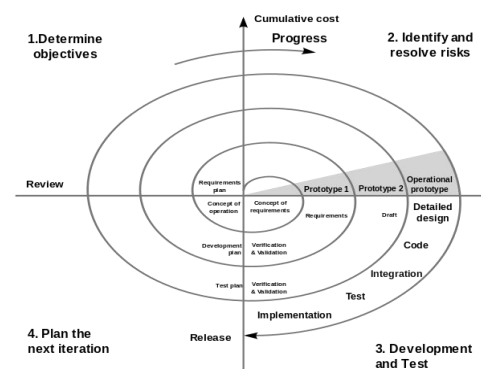 Cumulative cost
1.Determine
objectives
Progress
2. Identify and
resolve risks
Review
Requirements
plan
Prototype 1
Prototype 2
Operational
prototype
Concept of
operation
Concept of
requirements
Requirements
Draft
Detailed
design
Development
plan
Verification
& Validation
Code
Test plan
Verification
& Validation
Integration
Test
Implementation
Release
4. Plan the
next iteration
3. Development
and Test